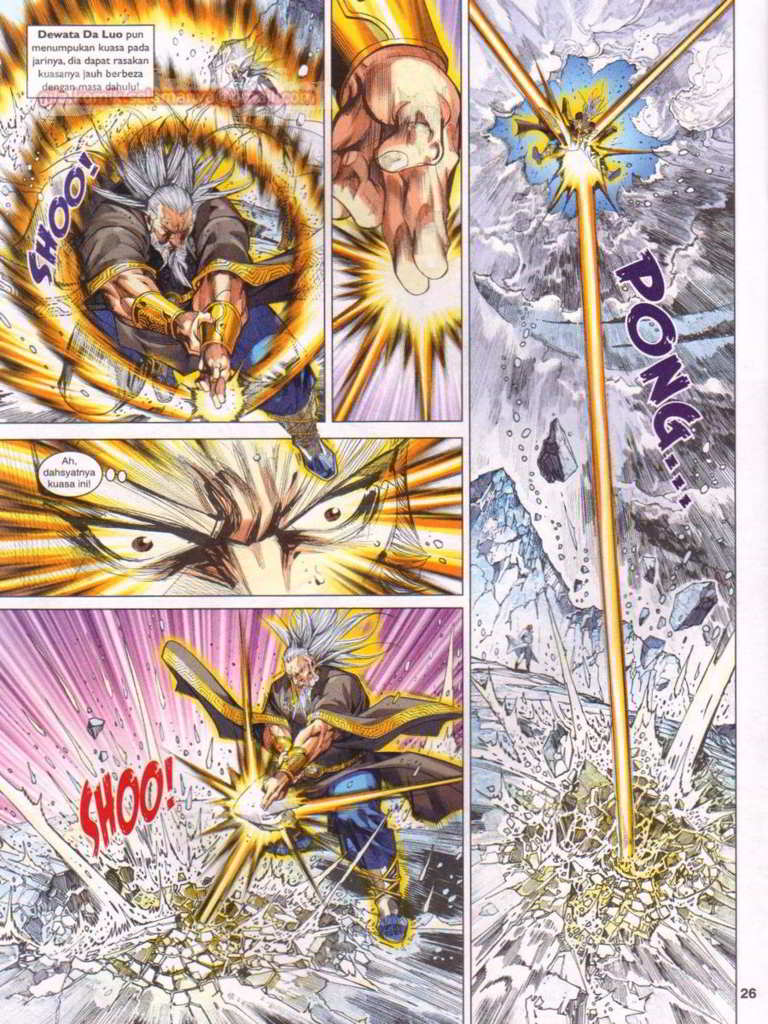 Dewata Da Luo pun
menumpukan kuasa pada
jarinya, dia dapat rasakan
kuasanya jauh berbeza
dengan masa dahulu!
SHOO!
Ah,
dahsyatnya
kuasa ini!
SHOO!
PONG....
26